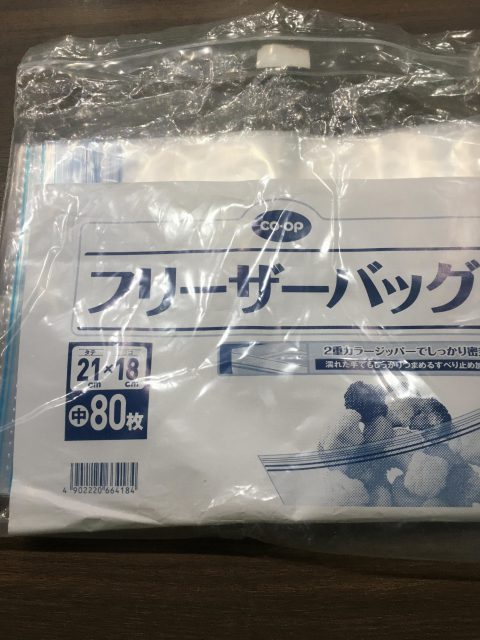 CO・OP
フリーザーバッグ
2重カラージッパーでしっかり密
濡れた手でもしっかりつまめるすべり止め加
タテ ヨコ
21×18
cm cm
中80枚
4 902220 664184